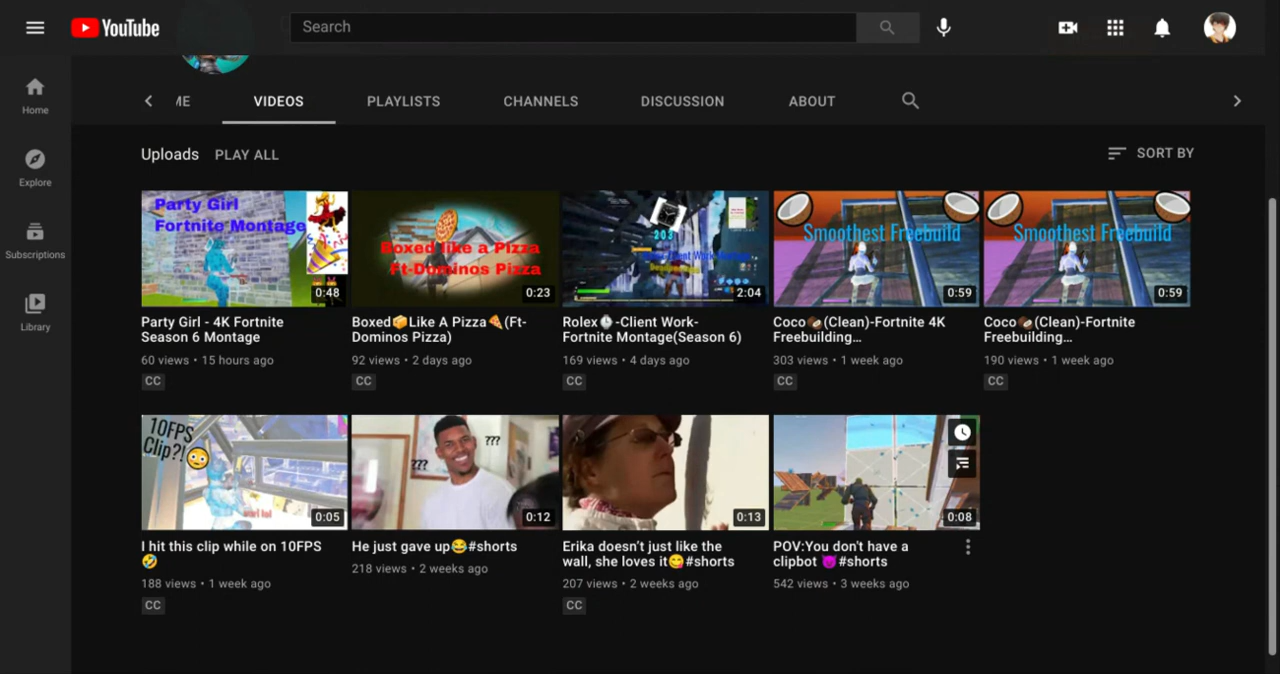 YouTube
Search
Home
Explore
Subscriptions
Library
ME
VIDEOS
PLAYLISTS
CHANNELS
DISCUSSION
ABOUT
Uploads
PLAY ALL
SORT BY
Party Girl
Fortnite Montage
0:48
Party Girl - 4K Fortnite
Season 6 Montage
60 views • 15 hours ago
CC
Boxed like a Pizza
Ft-Dominos Pizza
0:23
Boxed📦Like A Pizza🍕(Ft-
Dominos Pizza)
92 views • 2 days ago
CC
203
2:04
Rolex⌚-Client Work-
Fortnite Montage(Season 6)
169 views • 4 days ago
CC
Smoothest Freebuild
0:59
Coco🥥(Clean)-Fortnite 4K
Freebuilding...
303 views • 1 week ago
CC
Smoothest Freebuild
0:59
Coco🥥(Clean)-Fortnite
Freebuilding...
190 views • 1 week ago
CC
10FPS
Clip?!😳
0:05
I hit this clip while on 10FPS
🤣
188 views • 1 week ago
CC
???
???
0:12
He just gave up😂#shorts
218 views • 2 weeks ago
0:13
Erika doesn't just like the
wall, she loves it😋#shorts
207 views • 2 weeks ago
CC
0:08
POV:You don't have a
clipbot 😈#shorts
542 views • 3 weeks ago